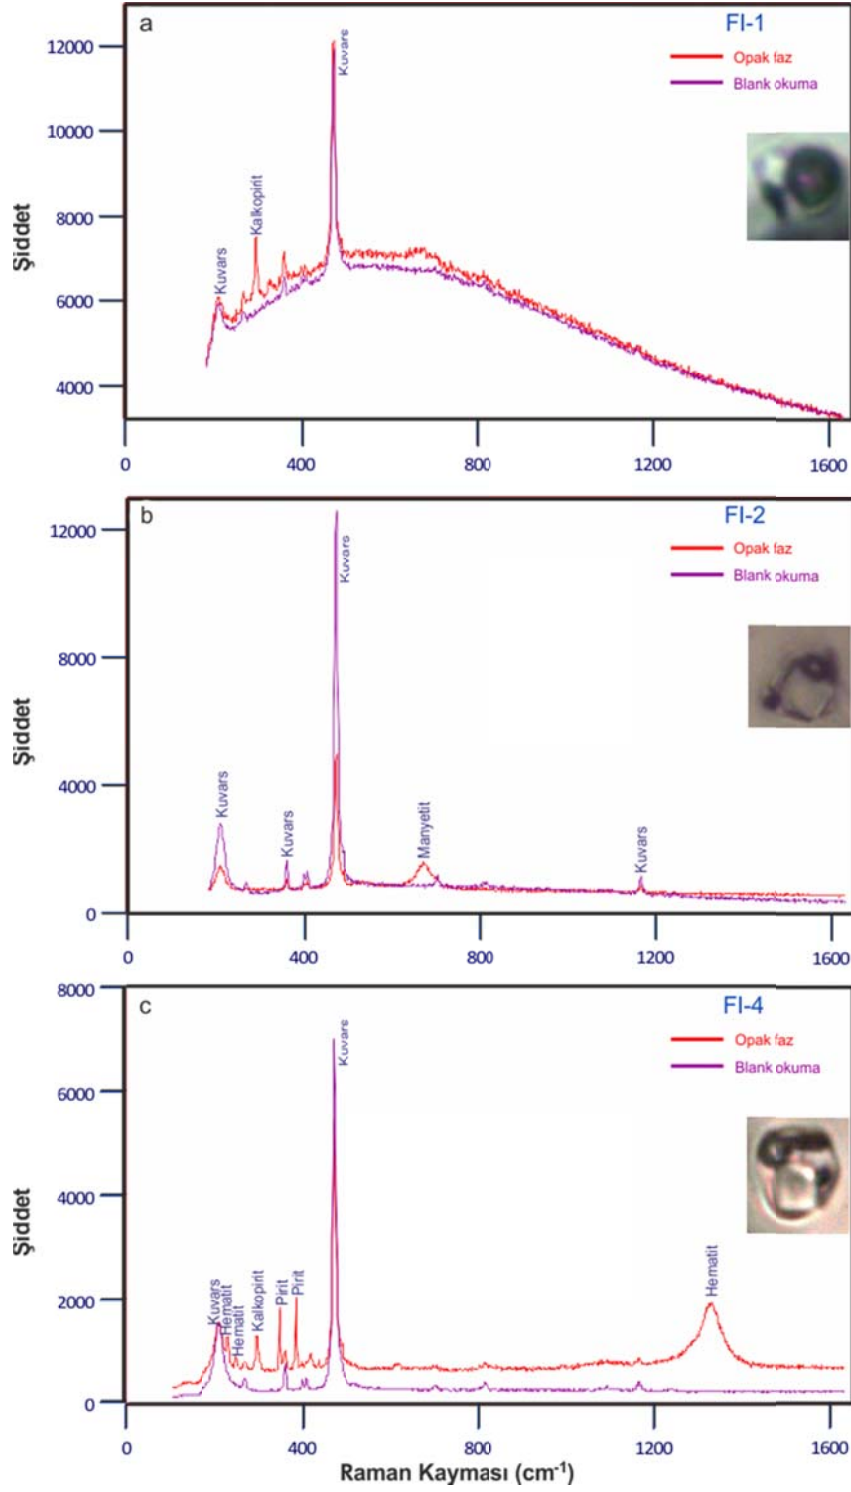 a
FI-1
Opak faz
Blank okuma
Kuvars
Kalkopirit
Kuvars
Şiddet
12000
10000
8000
6000
4000
0
400
800
1200
1600
b
FI-2
Opak faz
Blank okuma
Kuvars
Kuvars
Kuvars
Manyetit
Kuvars
Şiddet
12000
8000
4000
0
0
400
800
1200
1600
c
FI-4
Opak faz
Blank okuma
Kuvars
Hematit
Hematit
Kalkopirit
Pirit
Pirit
Kuvars
Hematit
Şiddet
8000
6000
4000
2000
0
0
400
800
1200
1600
Raman Kayması (cm⁻¹)